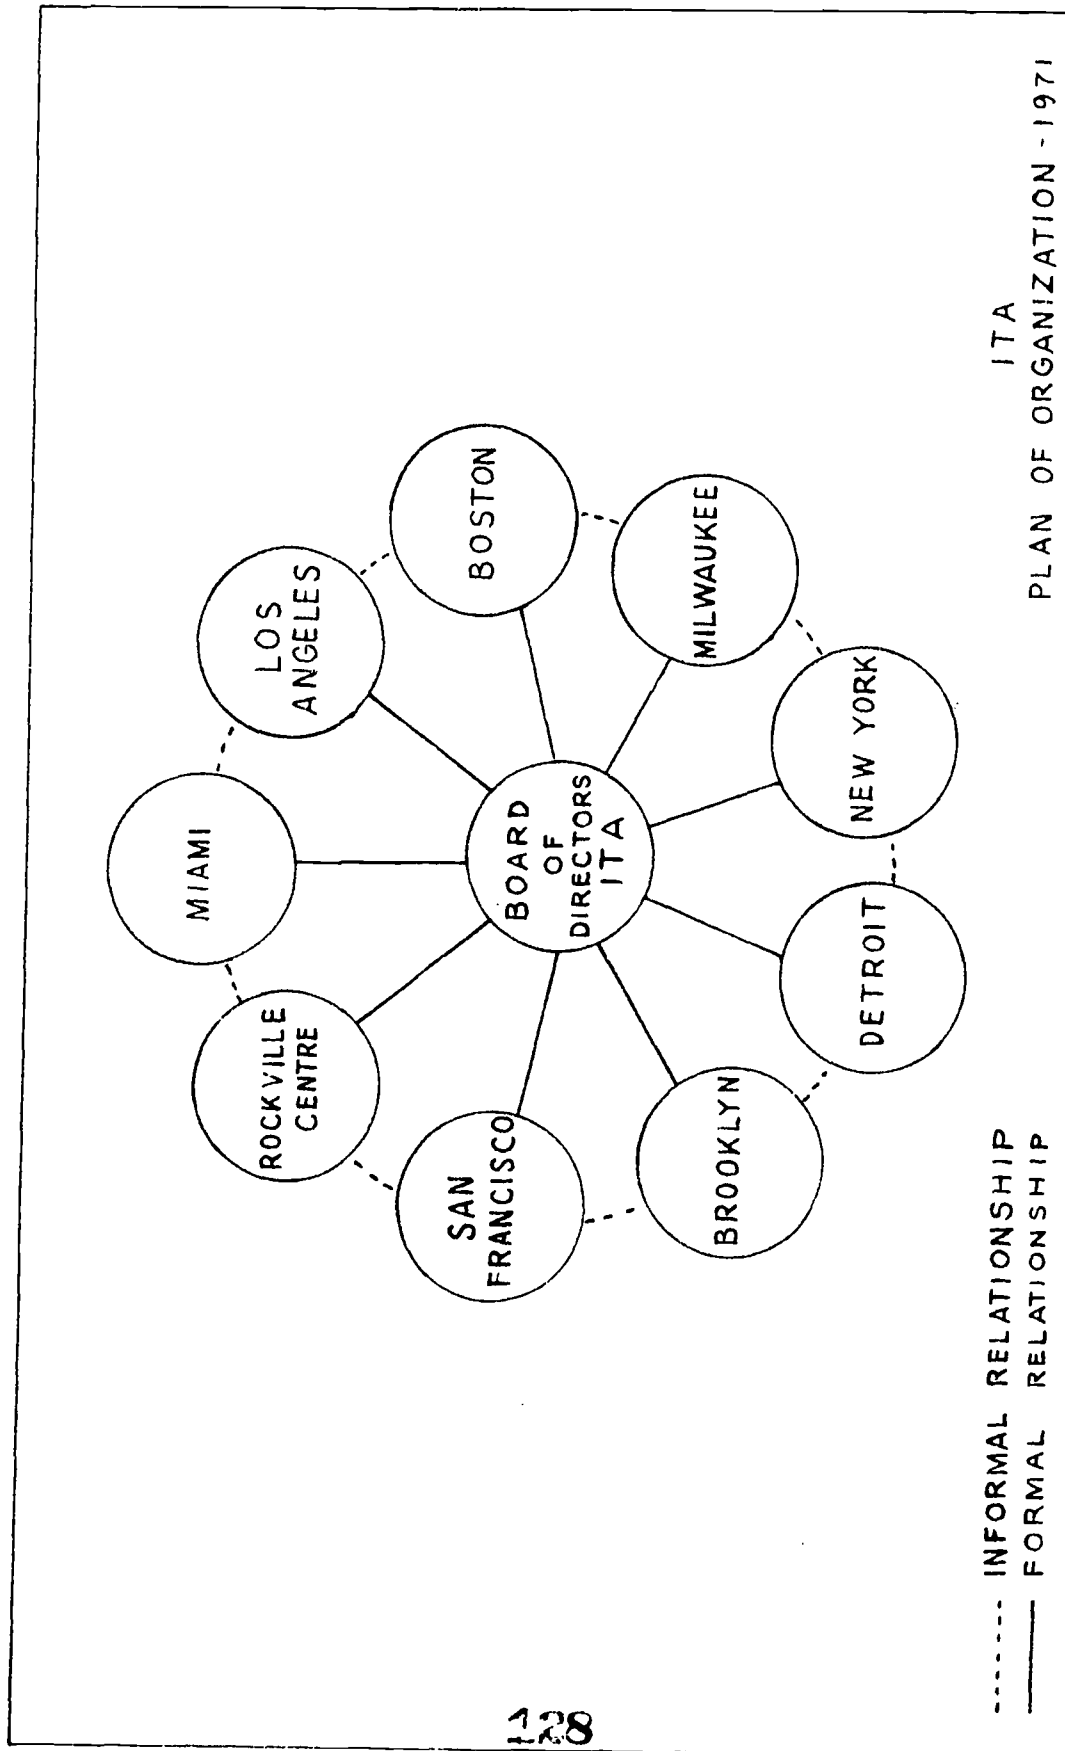 MIAMI
LOS
ANGELES
BOSTON
MILWAUKEE
NEW YORK
DETROIT
BROOKLYN
SAN
FRANCISCO
ROCKVILLE
CENTRE
BOARD
OF
DIRECTORS
ITA
ITA
PLAN OF ORGANIZATION - 1971
INFORMAL RELATIONSHIP
FORMAL RELATIONSHIP
128